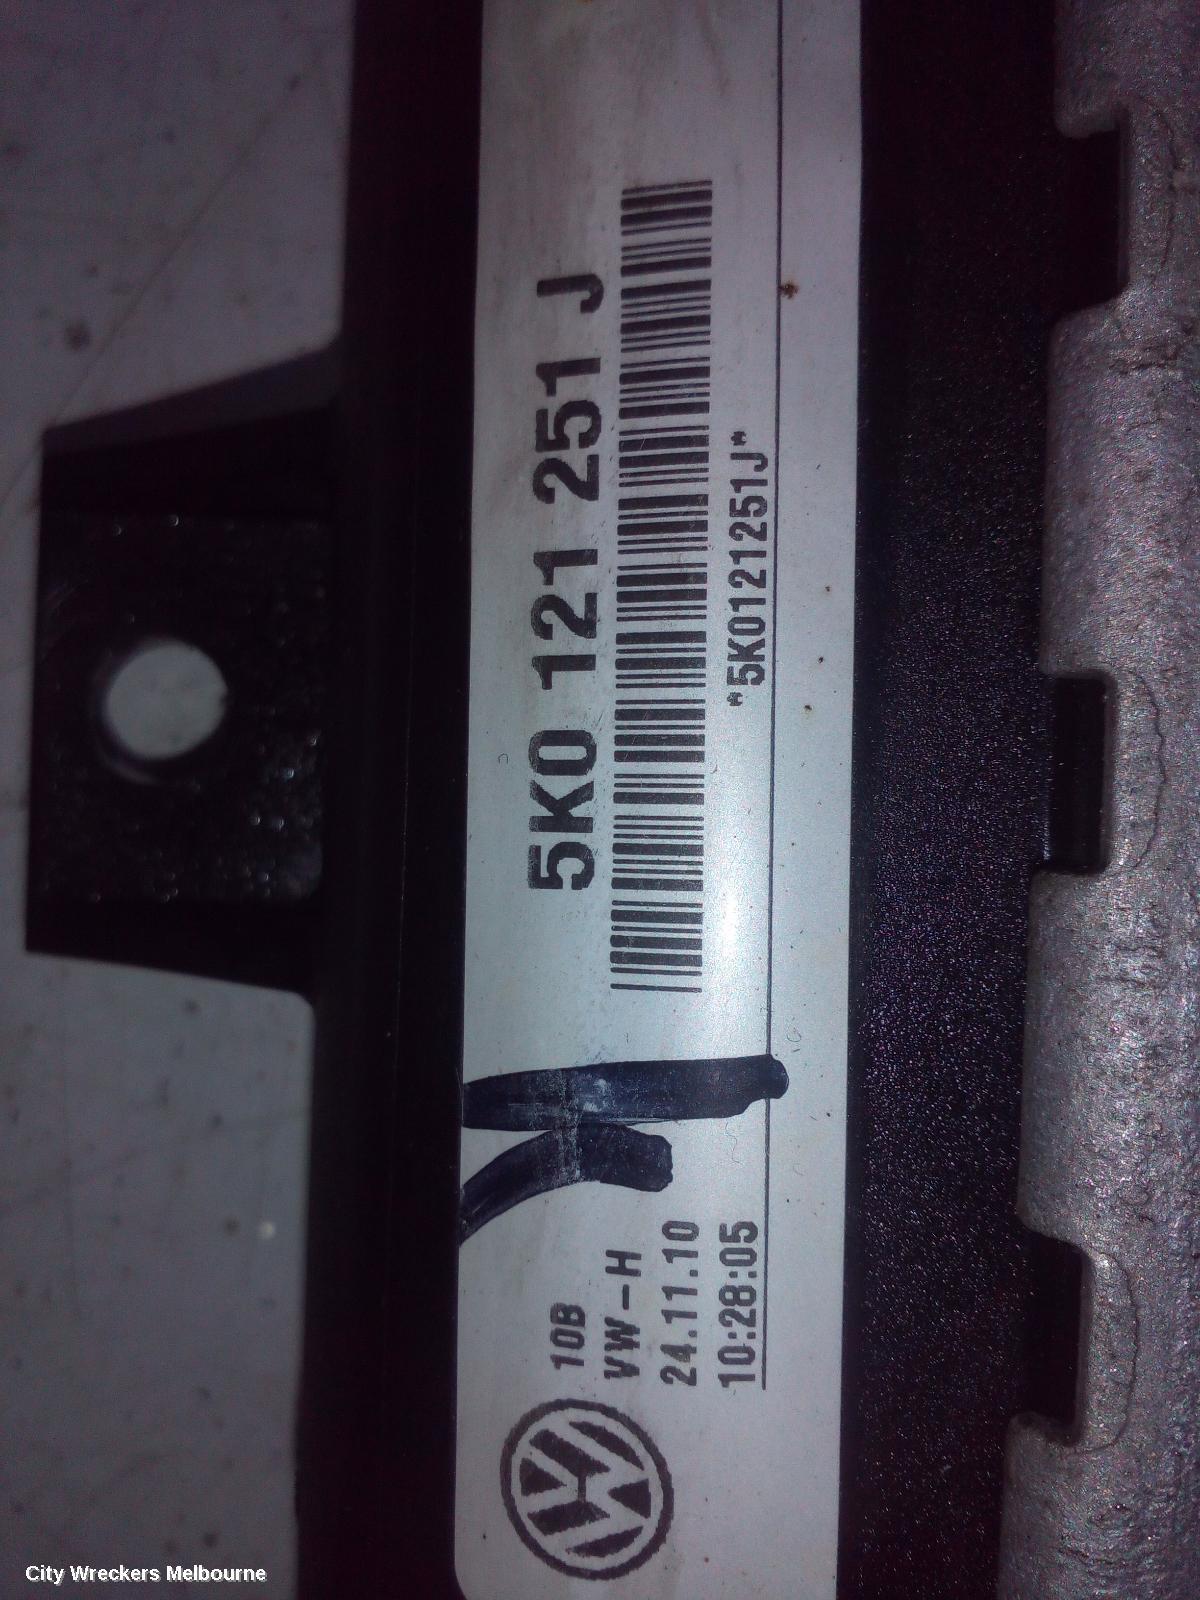 5K0 121 251 J
*5K0121251J*
10B
VW-H
24.11.10
10:28:05
City Wreckers Melbourne